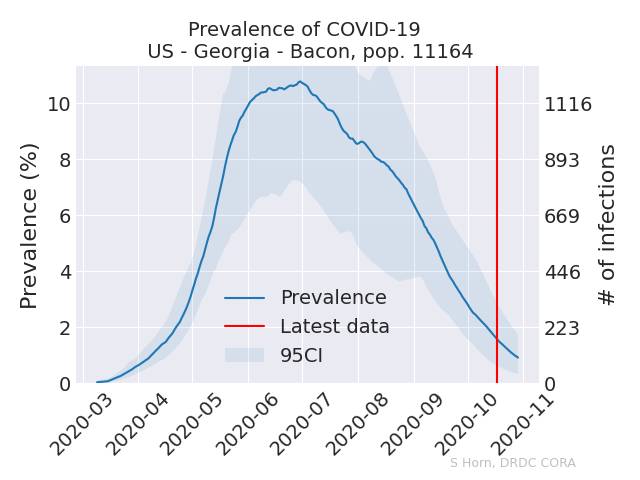 Prevalence of COVID-19
US - Georgia - Bacon, pop. 11164
Prevalence (%)
10
8
6
4
2
0
# of infections
1116
893
669
446
223
0
Prevalence
Latest data
95CI
2020-03
2020-04
2020-05
2020-06
2020-07
2020-08
2020-09
2020-10
2020-11
S Horn, DRDC CORA